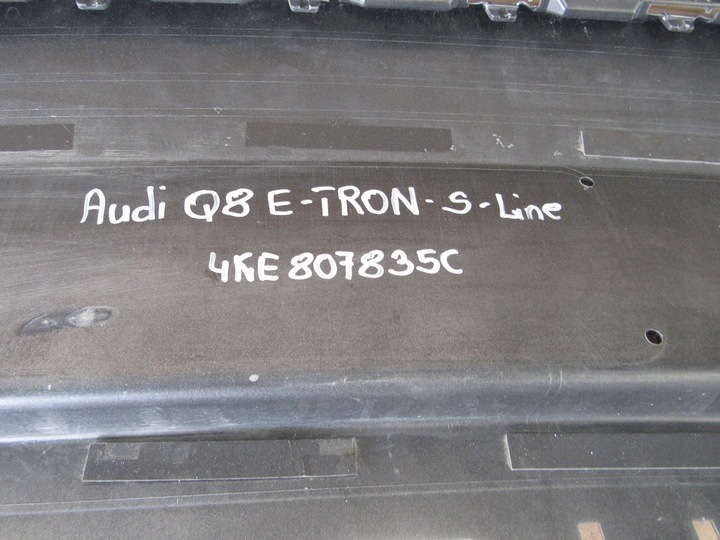 Audi Q8 E-TRON-S-Line
4KE807835C